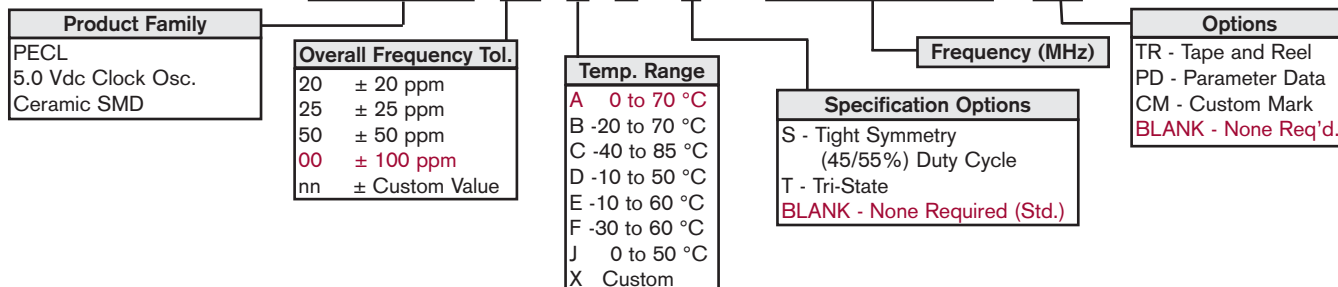 Product Family
PECL
5.0 Vdc Clock Osc.
Ceramic SMD
Overall Frequency Tol.
20 ± 20 ppm
25 ± 25 ppm
50 ± 50 ppm
00 ± 100 ppm
nn ± Custom Value
Temp. Range
A 0 to 70 °C
B -20 to 70 °C
C -40 to 85 °C
D -10 to 50 °C
E -10 to 60 °C
F -30 to 60 °C
J 0 to 50 °C
X Custom
Specification Options
S - Tight Symmetry
(45/55%) Duty Cycle
T - Tri-State
BLANK - None Required (Std.)
Frequency (MHz)
Options
TR - Tape and Reel
PD - Parameter Data
CM - Custom Mark
BLANK - None Req'd.